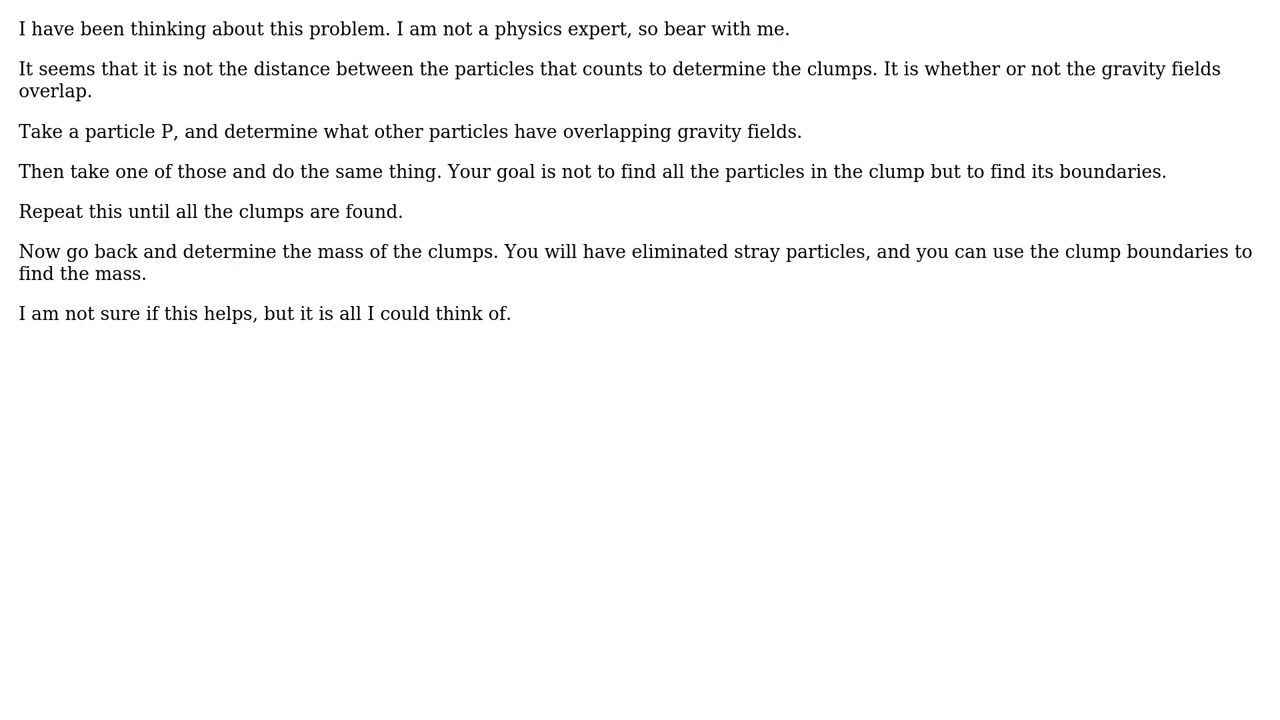 I have been thinking about this problem. I am not a physics expert, so bear with me.
It seems that it is not the distance between the particles that counts to determine the clumps. It is whether or not the gravity fields
overlap.
Take a particle P, and determine what other particles have overlapping gravity fields.
Then take one of those and do the same thing. Your goal is not to find all the particles in the clump but to find its boundaries.
Repeat this until all the clumps are found.
Now go back and determine the mass of the clumps. You will have eliminated stray particles, and you can use the clump boundaries to
find the mass.
I am not sure if this helps, but it is all I could think of.